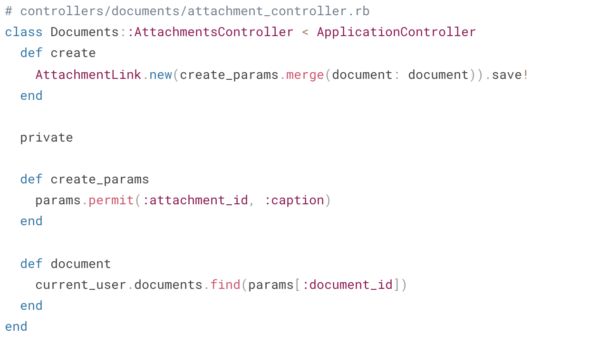 # controllers/documents/attachment_controller.rb
class Documents::AttachmentsController < ApplicationController
  def create
    AttachmentLink.new(create_params.merge(document: document)).save!
  end

  private

  def create_params
    params.permit(:attachment_id, :caption)
  end

  def document
    current_user.documents.find(params[:document_id])
  end
end